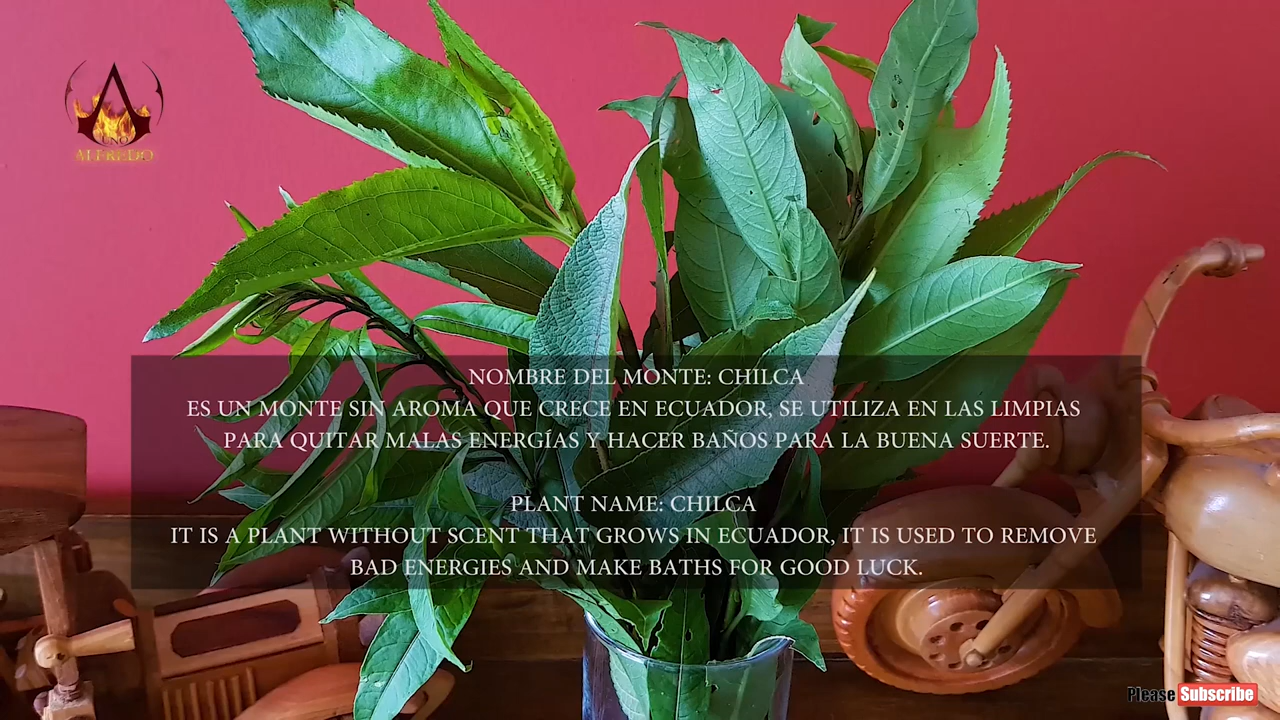 UNO
ALFREDO
NOMBRE DEL MONTE: CHILCA
ES UN MONTE SIN AROMA QUE CRECE EN ECUADOR, SE UTILIZA EN LAS LIMPIAS
PARA QUITAR MALAS ENERGÍAS Y HACER BAÑOS PARA LA BUENA SUERTE.
PLANT NAME: CHILCA
IT IS A PLANT WITHOUT SCENT THAT GROWS IN ECUADOR, IT IS USED TO REMOVE
BAD ENERGIES AND MAKE BATHS FOR GOOD LUCK.
Please Subscribe